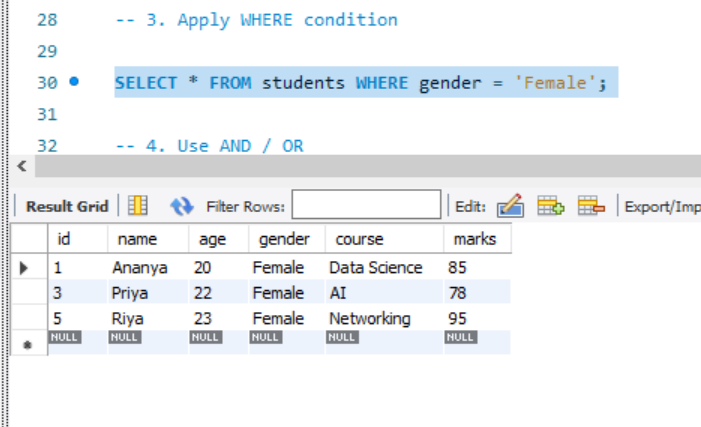 28 -- 3. Apply WHERE condition
29
30 SELECT * FROM students WHERE gender = 'Female';
31
32 -- 4. Use AND / OR
Result Grid Filter Rows: Edit: Export/Imp
id name age gender course marks
1 Ananya 20 Female Data Science 85
3 Priya 22 Female AI 78
5 Riya 23 Female Networking 95
NULL NULL NULL NULL NULL NULL